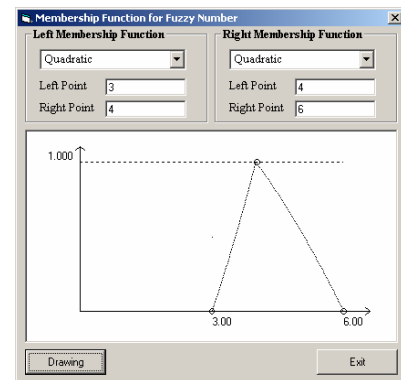 Membership Function for Fuzzy Number
Left Membership Function
Quadratic
Left Point 3
Right Point 4
Right Membership Function
Quadratic
Left Point 4
Right Point 6
1.000
3.00 6.00
Drawing Exit